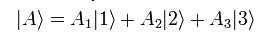 |A⟩ = A₁|1⟩ + A₂|2⟩ + A₃|3⟩